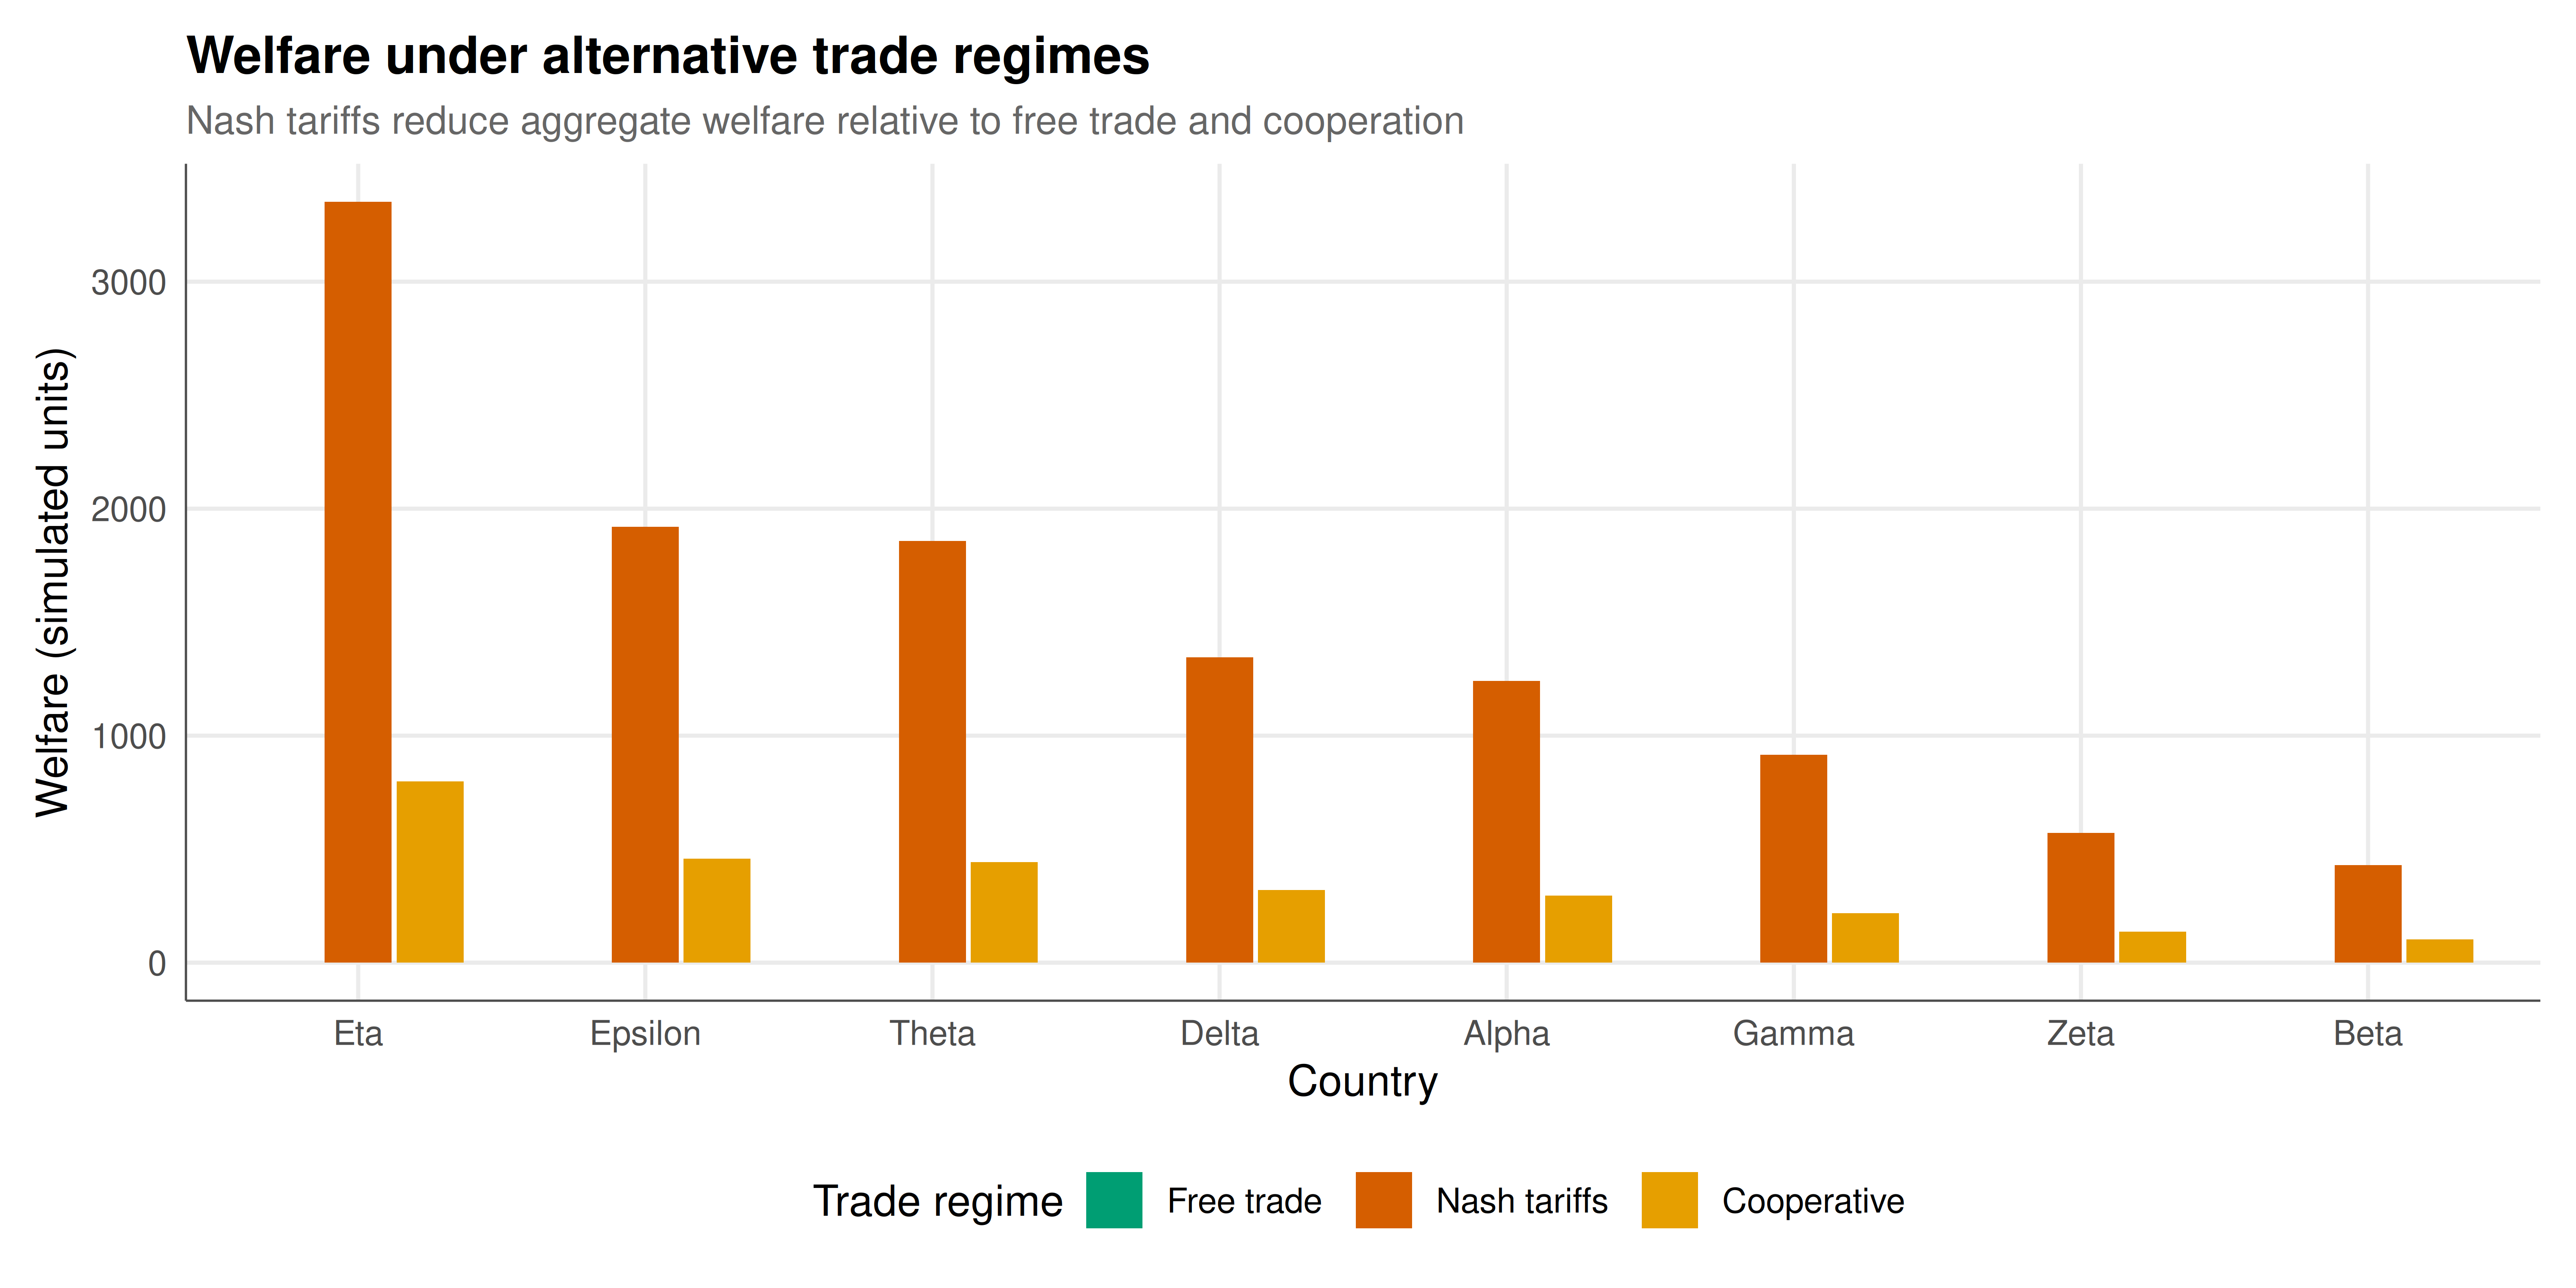 Welfare under alternative trade regimes
Nash tariffs reduce aggregate welfare relative to free trade and cooperation
Welfare (simulated units)
3000
2000
1000
0
Eta Epsilon Theta Delta Alpha Gamma Zeta Beta
Country
Trade regime Free trade Nash tariffs Cooperative